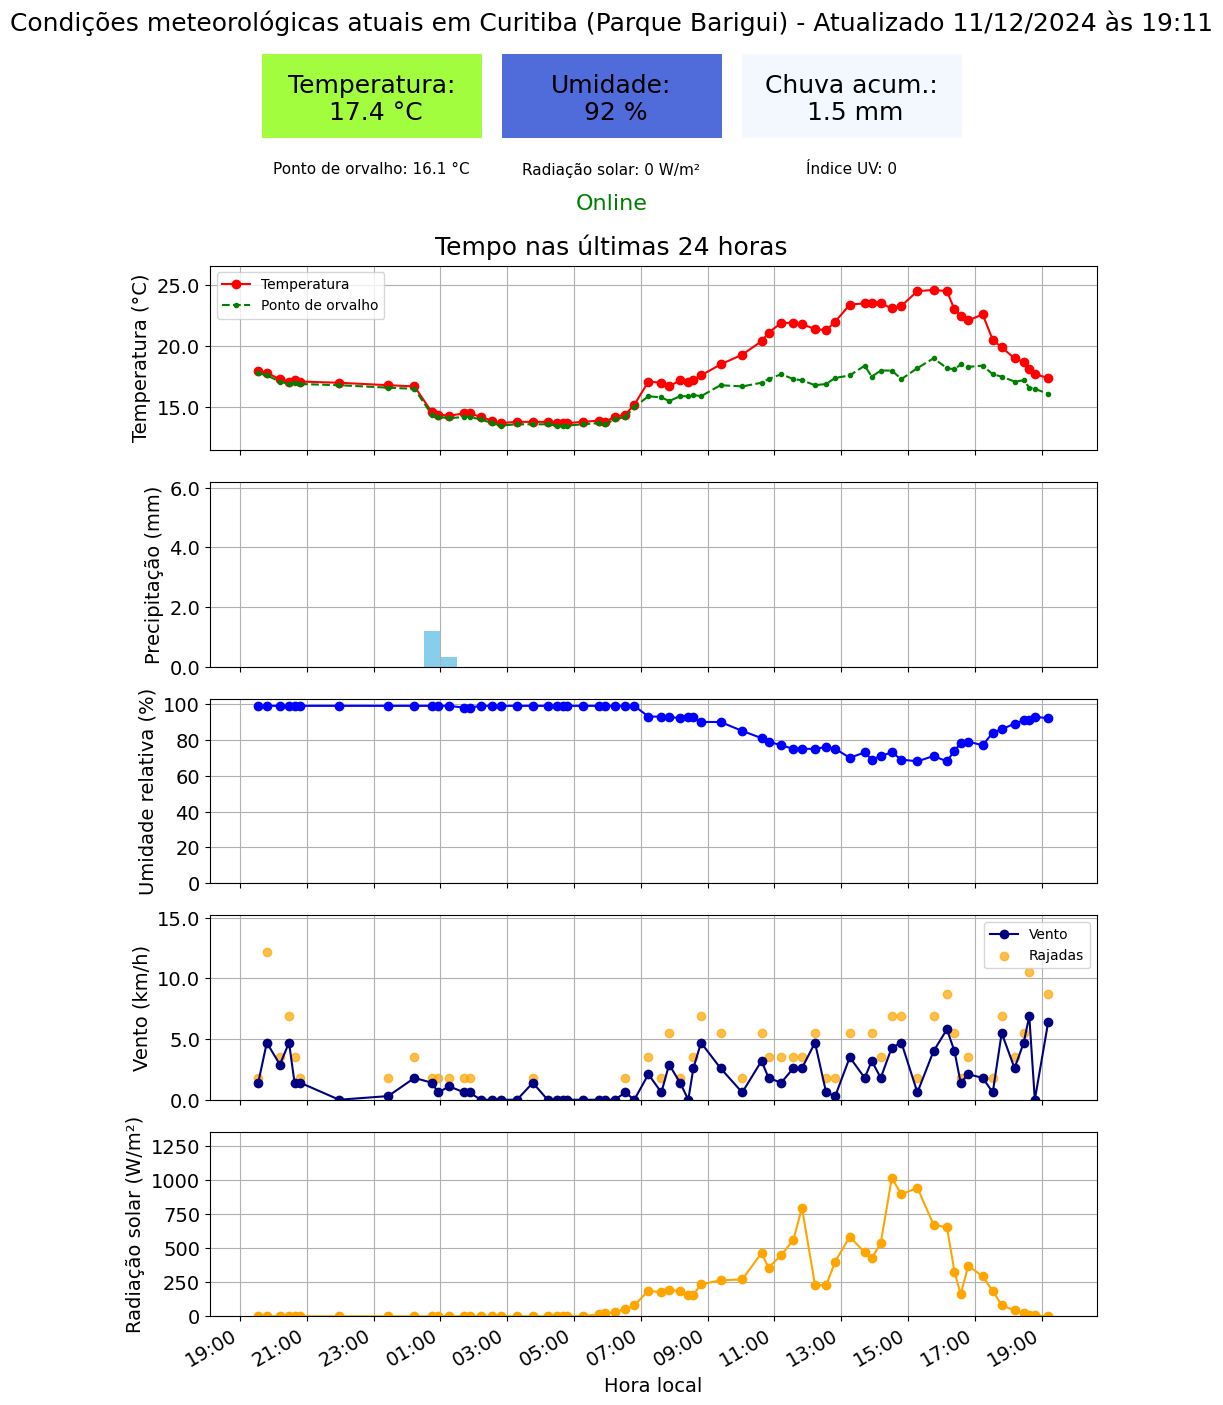 Condições meteorológicas atuais em Curitiba (Parque Barigui) - Atualizado 11/12/2024 às 19:11
Temperatura:
17.4 °C
Umidade:
92 %
Chuva acum.:
1.5 mm
Ponto de orvalho: 16.1 °C
Radiação solar: 0 W/m²
Índice UV: 0
Online
Tempo nas últimas 24 horas
Temperatura (°C)
25.0
20.0
15.0
Temperatura
Ponto de orvalho
Precipitação (mm)
6.0
4.0
2.0
0.0
Umidade relativa (%)
100
80
60
40
20
0
Vento (km/h)
15.0
10.0
5.0
0.0
Vento
Rajadas
Radiação solar (W/m²)
1250
1000
750
500
250
0
19:00
21:00
23:00
01:00
03:00
05:00
07:00
09:00
11:00
13:00
15:00
17:00
19:00
Hora local